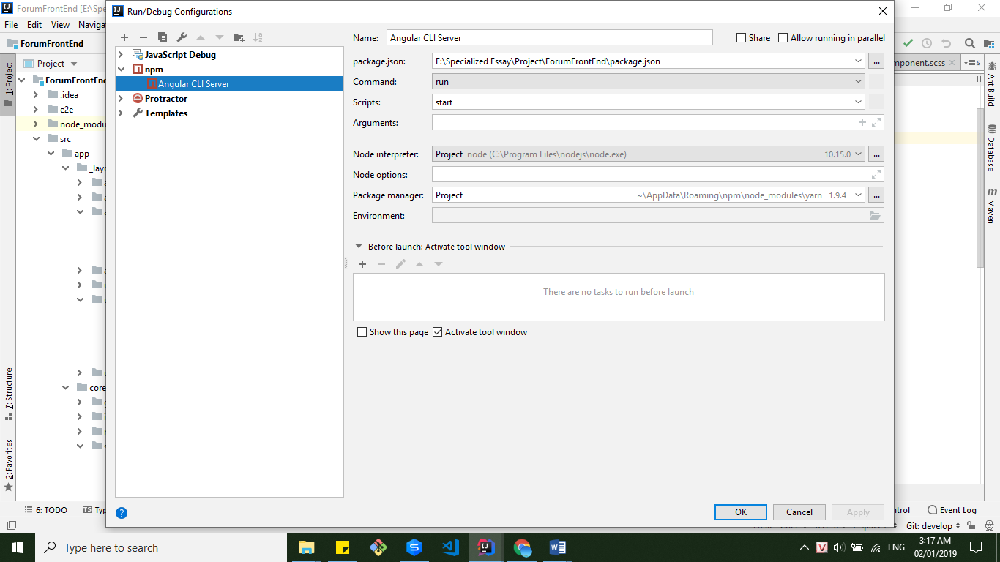 ForumFrontEnd [E:\Spe
Run/Debug Configurations
File Edit View Naviga
ForumFrontEnd
Name: Angular CLI Server
Share
Allow running in parallel
JavaScript Debug
npm
Angular CLI Server
Protractor
Templates
package.json: E:\Specialized Essay\Project\ForumFrontEnd\package.json
...
Command: run
Scripts: start
Arguments:
Node interpreter: Project node (C:\Program Files\nodejs\node.exe) 10.15.0
...
Node options:
Package manager: Project ~\AppData\Roaming\npm\node_modules\yarn 1.9.4
...
Environment:
Before launch: Activate tool window
There are no tasks to run before launch
Show this page
Activate tool window
?
OK
Cancel
Apply
Project
ForumFrontEnd
.idea
e2e
node_modu
src
app
_layo
core
1: Project
7: Structure
2: Favorites
mponent.scss
5
Ant Build
Database
m
Maven
6: TODO
TS Typ
ntrol
Event Log
Git: develop
Type here to search
ENG
3:17 AM
02/01/2019